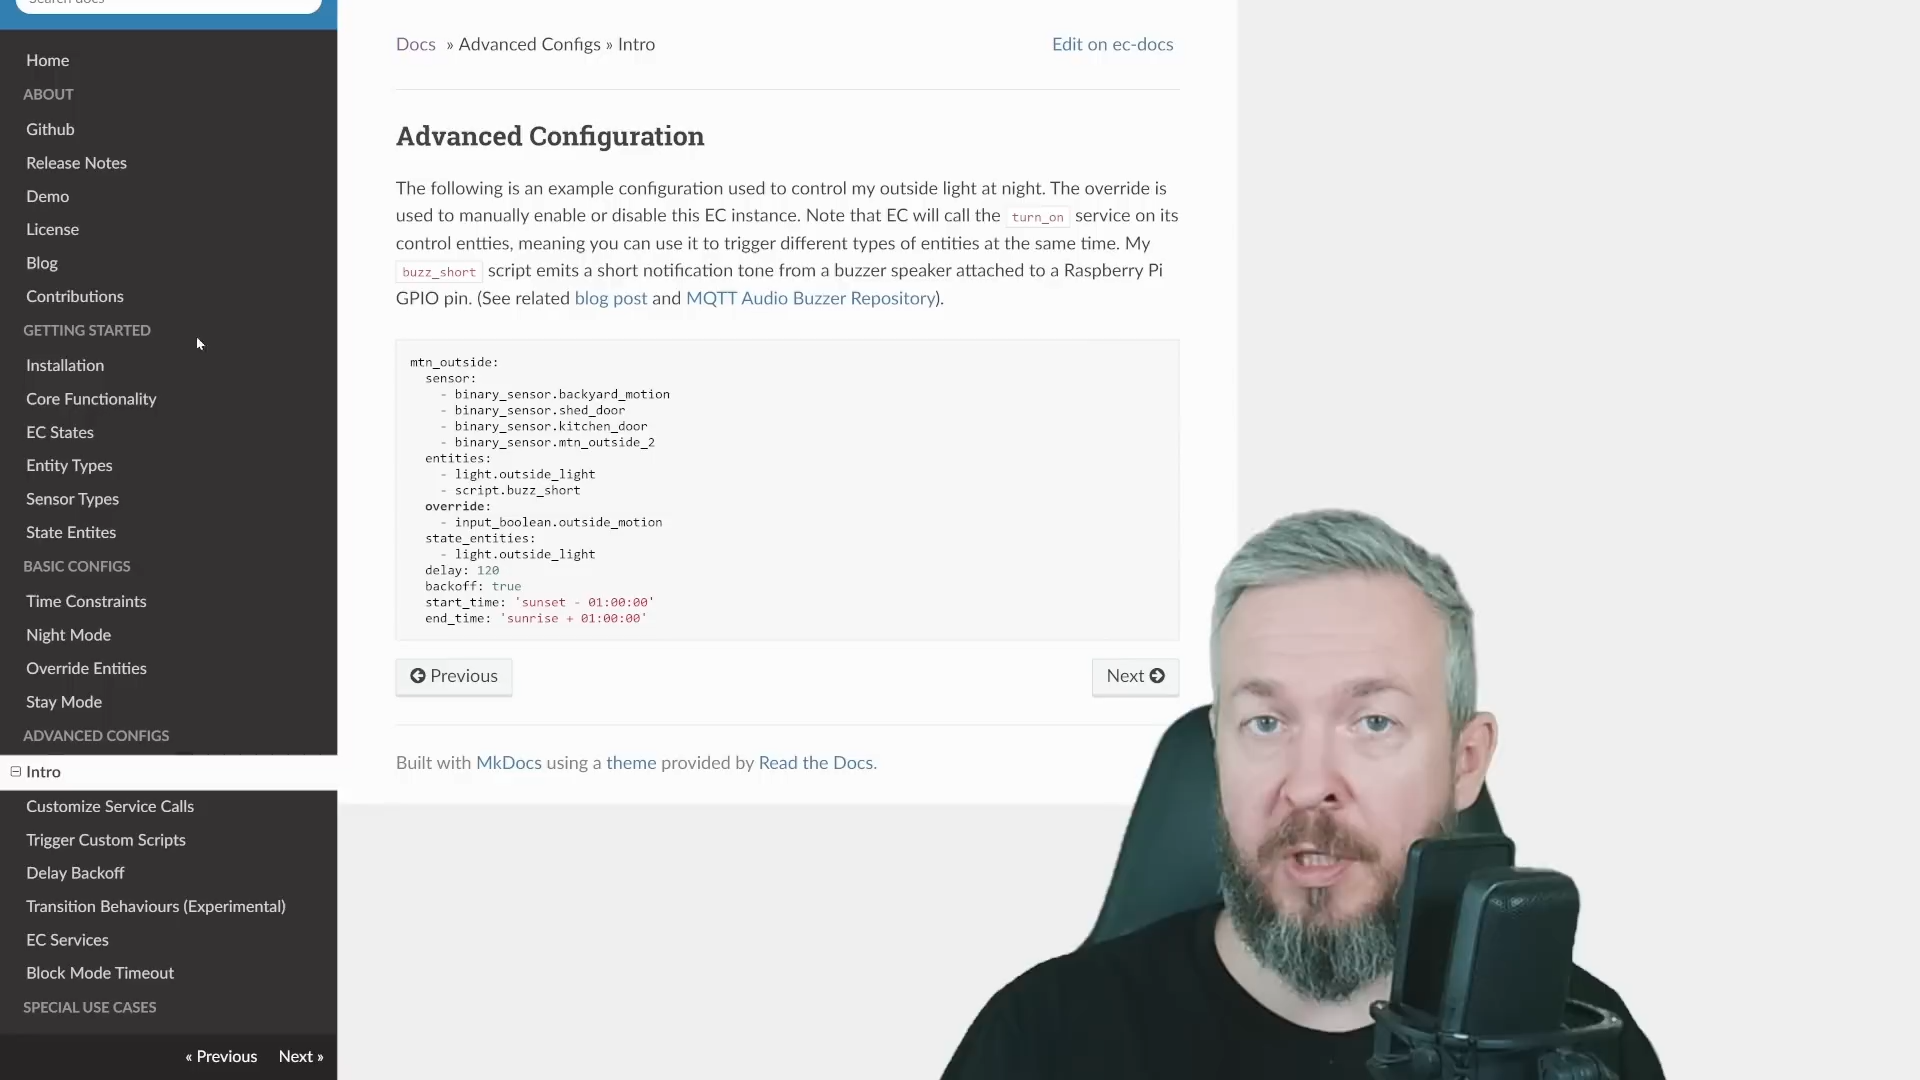 Search docs
Home
ABOUT
Github
Release Notes
Demo
License
Blog
Contributions
GETTING STARTED
Installation
Core Functionality
EC States
Entity Types
Sensor Types
State Entites
BASIC CONFIGS
Time Constraints
Night Mode
Override Entities
Stay Mode
ADVANCED CONFIGS
Intro
Customize Service Calls
Trigger Custom Scripts
Delay Backoff
Transition Behaviours (Experimental)
EC Services
Block Mode Timeout
SPECIAL USE CASES
« Previous Next »
Docs » Advanced Configs » Intro
Edit on ec-docs
Advanced Configuration
The following is an example configuration used to control my outside light at night. The override is
used to manually enable or disable this EC instance. Note that EC will call the turn_on service on its
control entties, meaning you can use it to trigger different types of entities at the same time. My
buzz_short script emits a short notification tone from a buzzer speaker attached to a Raspberry Pi
GPIO pin. (See related blog post and MQTT Audio Buzzer Repository).
mtn_outside:
sensor:
- binary_sensor.backyard_motion
- binary_sensor.shed_door
- binary_sensor.kitchen_door
- binary_sensor.mtn_outside_2
entities:
- light.outside_light
- script.buzz_short
override:
- input_boolean.outside_motion
state_entities:
- light.outside_light
delay: 120
backoff: true
start_time: 'sunset - 01:00:00'
end_time: 'sunrise + 01:00:00'
Previous
Next
Built with MkDocs using a theme provided by Read the Docs.